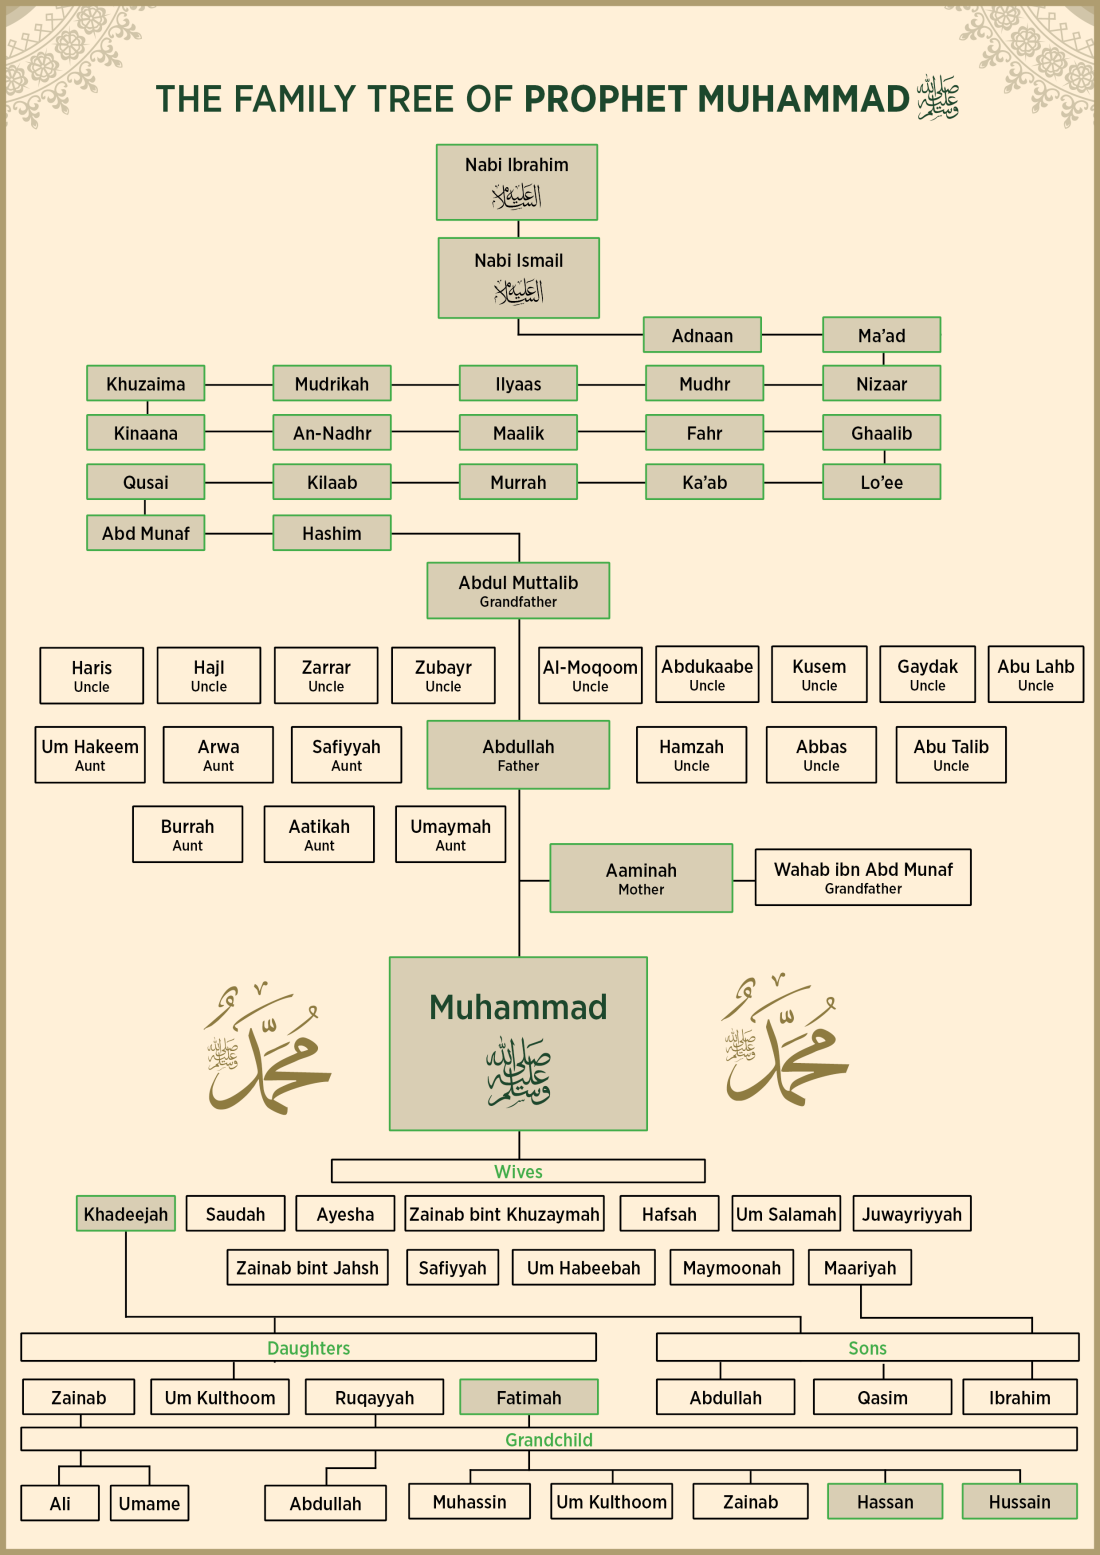 THE FAMILY TREE OF PROPHET MUHAMMAD صلى الله عليه وسلم
Nabi Ibrahim
عليه السلام
Nabi Ismail
عليه السلام
Adnaan
Ma’ad
Khuzaima
Mudrikah
Ilyaas
Mudhr
Nizaar
Kinaana
An-Nadhr
Maalik
Fahr
Ghaalib
Qusai
Kilaab
Murrah
Ka’ab
Lo’ee
Abd Munaf
Hashim
Abdul Muttalib
Grandfather
Haris
Uncle
Hajl
Uncle
Zarrar
Uncle
Zubayr
Uncle
Al-Moqoom
Uncle
Abdukaabe
Uncle
Kusem
Uncle
Gaydak
Uncle
Abu Lahb
Uncle
Um Hakeem
Aunt
Arwa
Aunt
Safiyyah
Aunt
Abdullah
Father
Hamzah
Uncle
Abbas
Uncle
Abu Talib
Uncle
Burrah
Aunt
Aatikah
Aunt
Umaymah
Aunt
Aaminah
Mother
Wahab ibn Abd Munaf
Grandfather
محمد صلى الله عليه وسلم
Muhammad
صلى الله عليه وسلم
محمد صلى الله عليه وسلم
Wives
Khadeejah
Saudah
Ayesha
Zainab bint Khuzaymah
Hafsah
Um Salamah
Juwayriyyah
Zainab bint Jahsh
Safiyyah
Um Habeebah
Maymoonah
Maariyah
Daughters
Sons
Zainab
Um Kulthoom
Ruqayyah
Fatimah
Abdullah
Qasim
Ibrahim
Grandchild
Ali
Umame
Abdullah
Muhassin
Um Kulthoom
Zainab
Hassan
Hussain